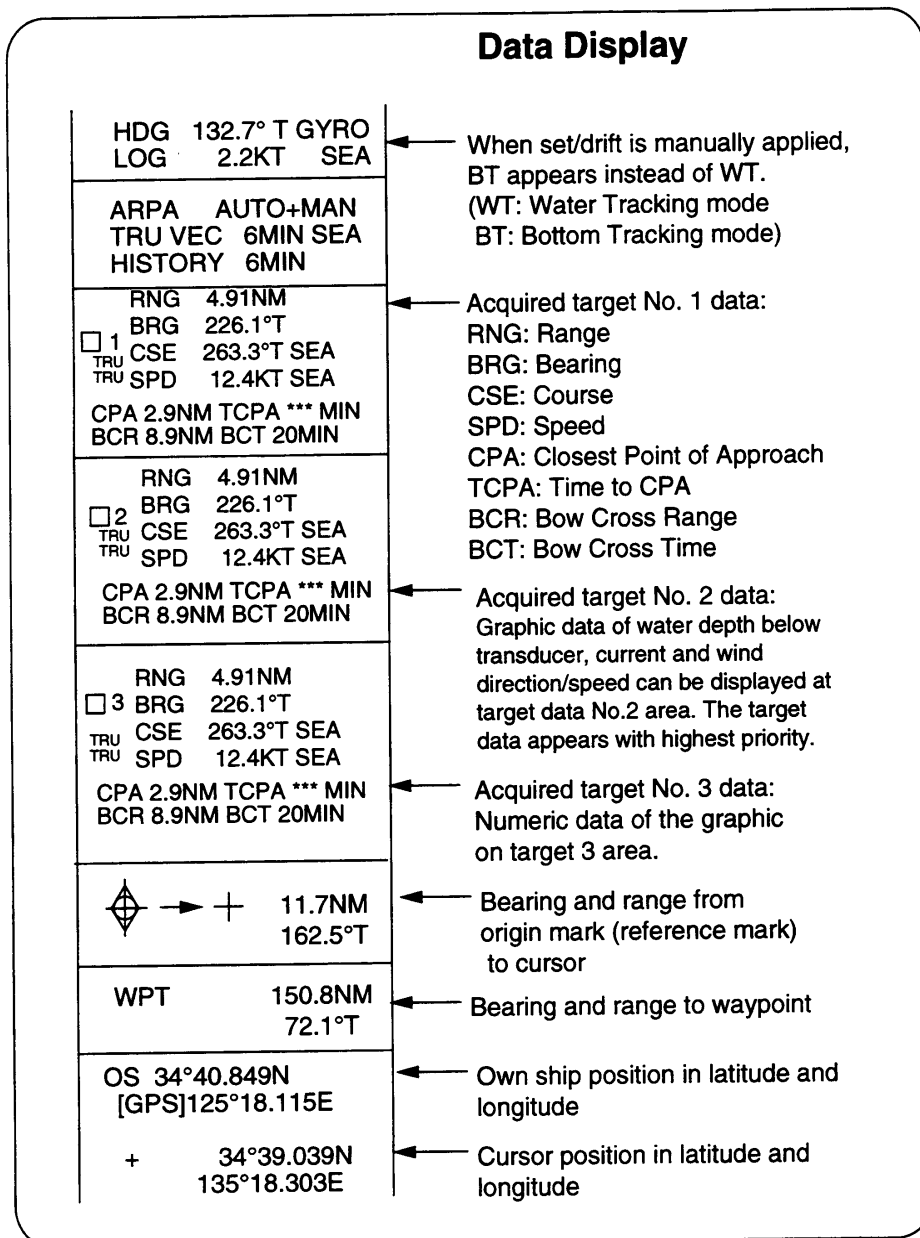 Data Display
HDG 132.7° T GYRO
LOG 2.2KT SEA
When set/drift is manually applied,
BT appears instead of WT.
(WT: Water Tracking mode
BT: Bottom Tracking mode)
ARPA AUTO+MAN
TRU VEC 6MIN SEA
HISTORY 6MIN
RNG 4.91NM
BRG 226.1°T
□ 1
TRU CSE 263.3°T SEA
TRU SPD 12.4KT SEA
CPA 2.9NM TCPA *** MIN
BCR 8.9NM BCT 20MIN
Acquired target No. 1 data:
RNG: Range
BRG: Bearing
CSE: Course
SPD: Speed
CPA: Closest Point of Approach
TCPA: Time to CPA
BCR: Bow Cross Range
BCT: Bow Cross Time
RNG 4.91NM
BRG 226.1°T
□2
TRU CSE 263.3°T SEA
TRU SPD 12.4KT SEA
CPA 2.9NM TCPA *** MIN
BCR 8.9NM BCT 20MIN
Acquired target No. 2 data:
Graphic data of water depth below
transducer, current and wind
direction/speed can be displayed at
target data No.2 area. The target
data appears with highest priority.
RNG 4.91NM
□ 3 BRG 226.1°T
TRU CSE 263.3°T SEA
TRU SPD 12.4KT SEA
CPA 2.9NM TCPA *** MIN
BCR 8.9NM BCT 20MIN
Acquired target No. 3 data:
Numeric data of the graphic
on target 3 area.
11.7NM
162.5°T
Bearing and range from
origin mark (reference mark)
to cursor
WPT 150.8NM
72.1°T
Bearing and range to waypoint
OS 34°40.849N
[GPS]125°18.115E
Own ship position in latitude and
longitude
+ 34°39.039N
135°18.303E
Cursor position in latitude and
longitude